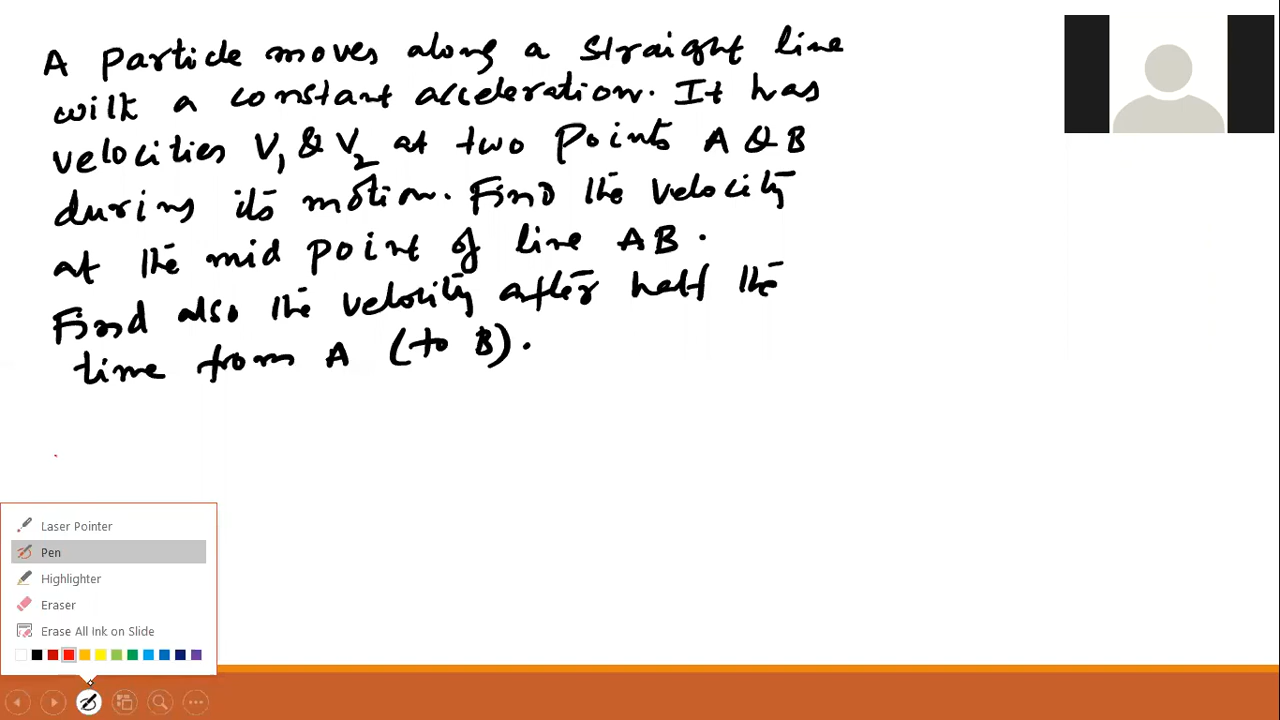 A particle moves along a straight line
with a constant acceleration. It has
velocities V₁ & V₂ at two points A & B
during its motion. Find the velocity
at the mid point of line AB.
Find also the velocity after half the
time from A (to B).
Laser Pointer
Pen
Highlighter
Eraser
Erase All Ink on Slide